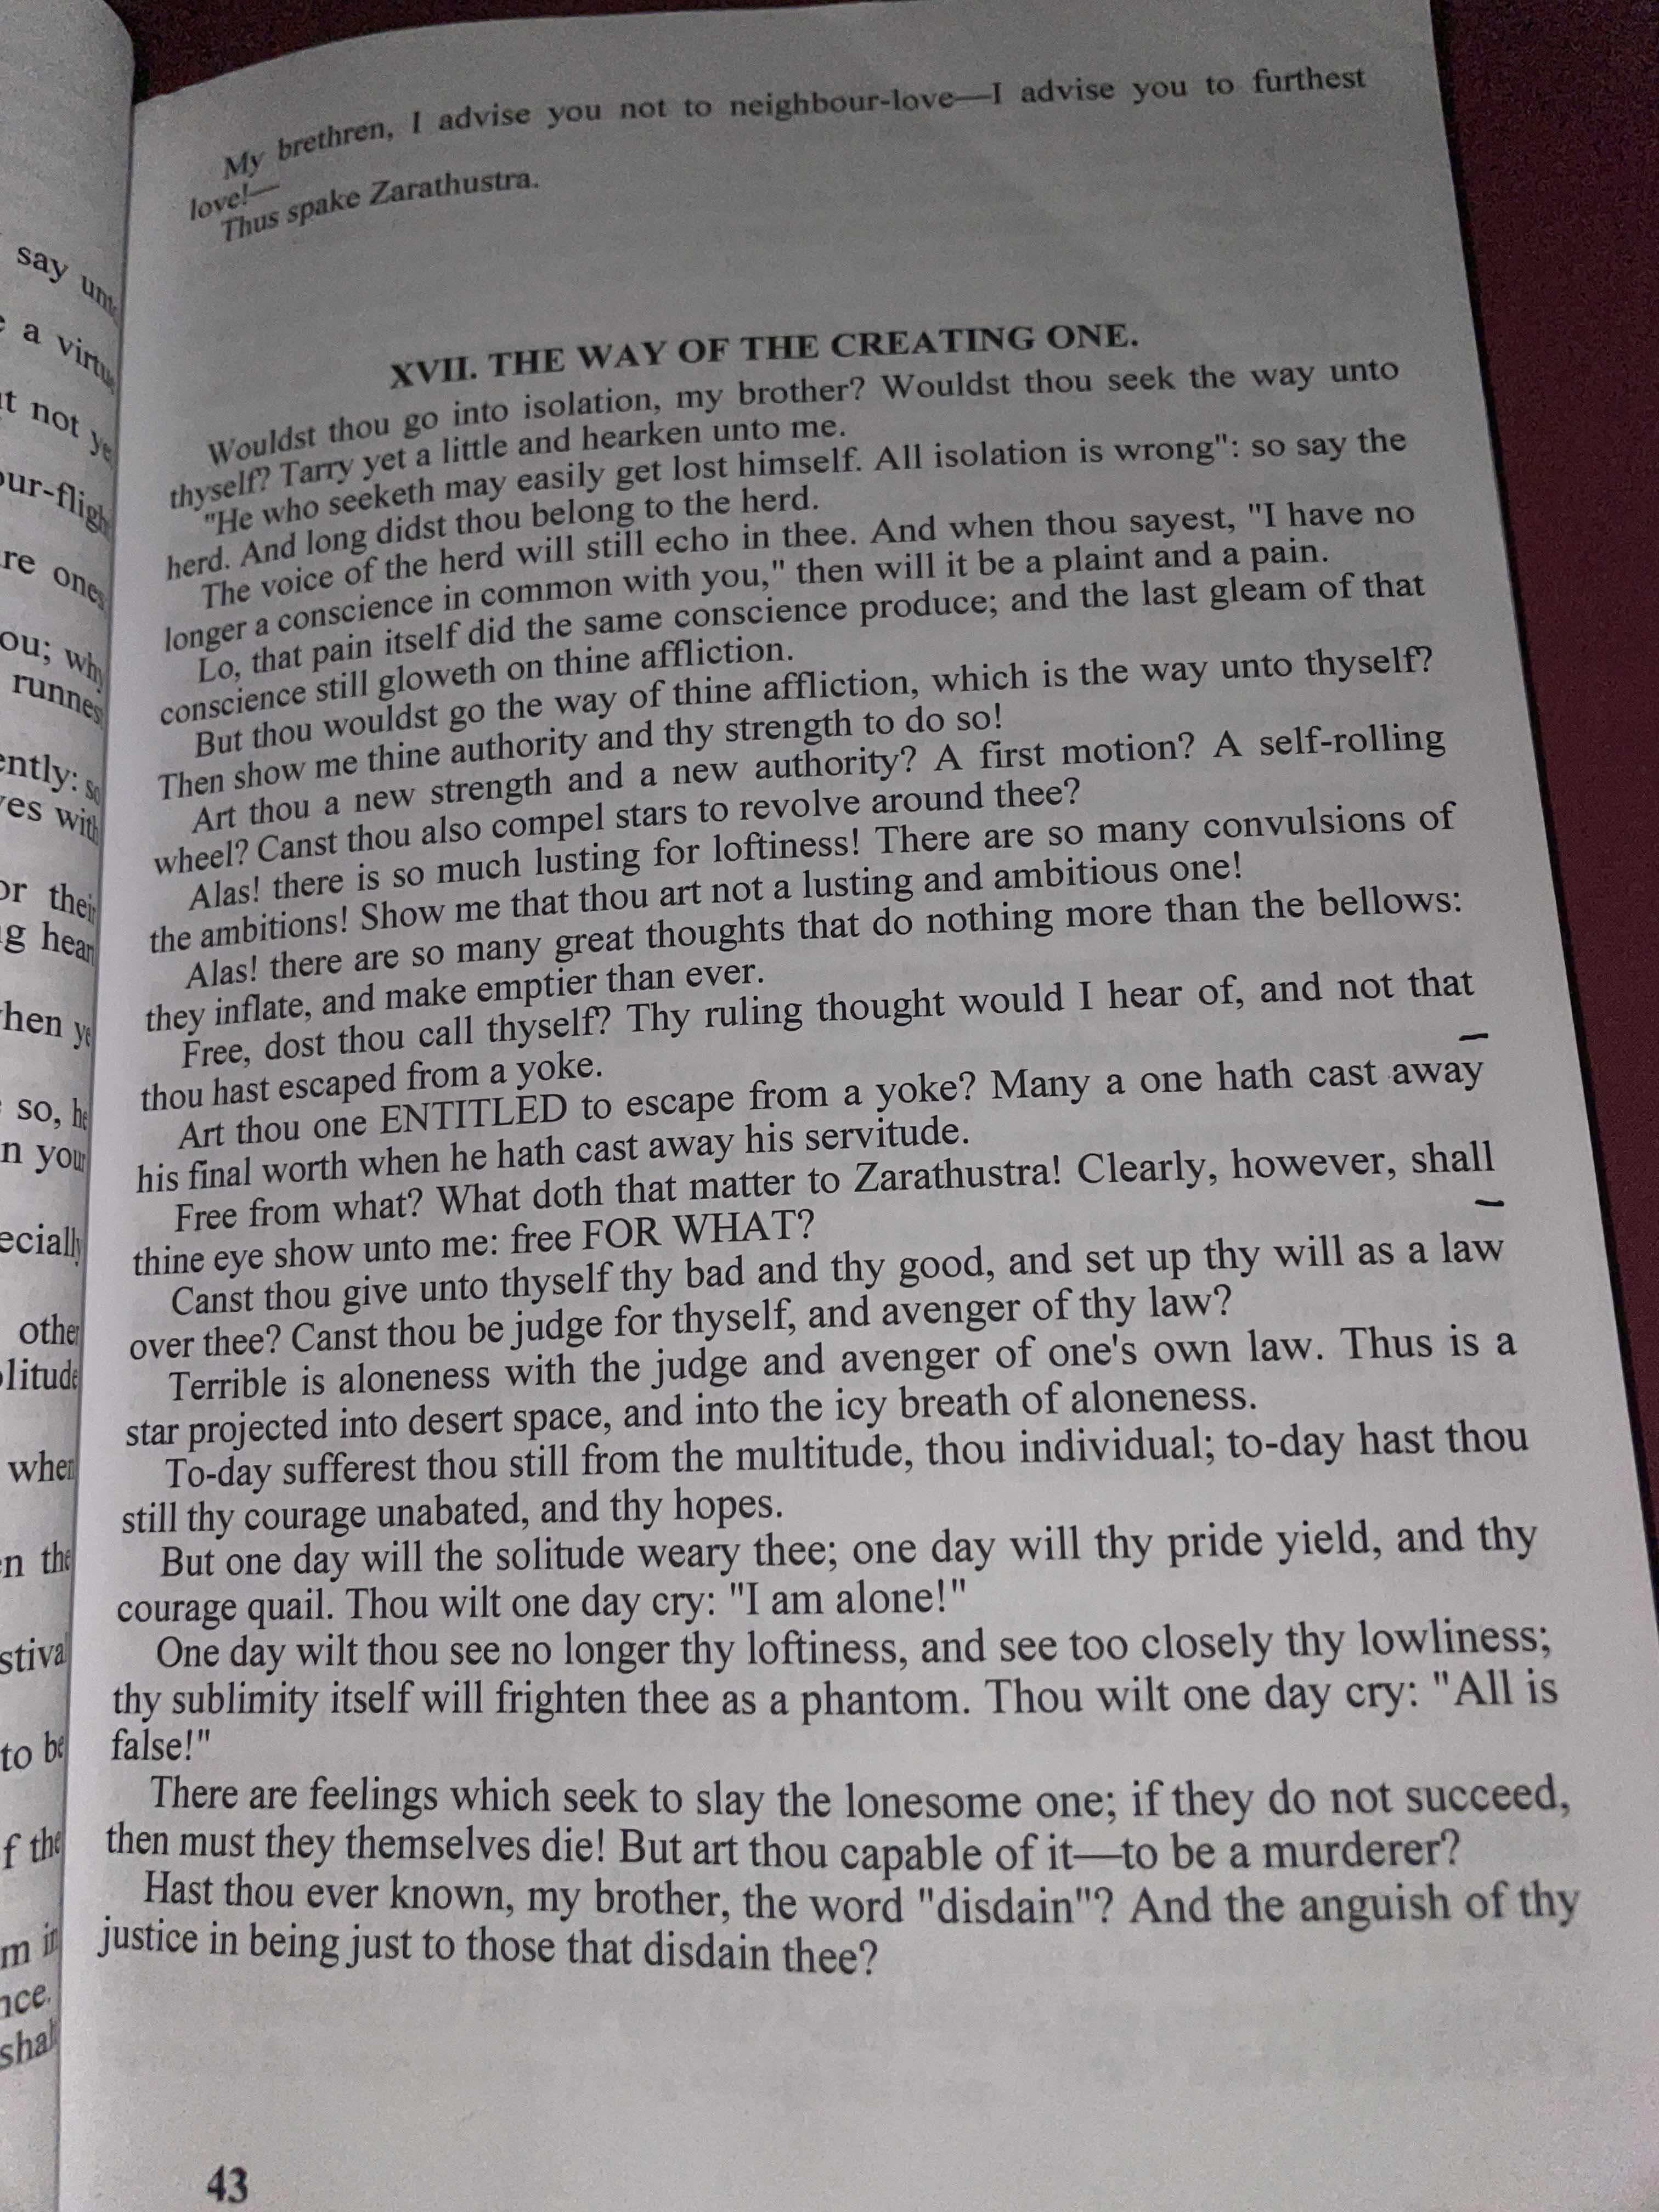 say
a
not
our-
re
ou;
runnes
ently:
yes
or
hen
so,
n
ecially
other
when
n
to
f
m
nce.
My brethren, I advise you not to neighbour-love—I advise you to furthest
love!—
Thus spake Zarathustra.
XVII. THE WAY OF THE CREATING ONE.
Wouldst thou go into isolation, my brother? Wouldst thou seek the way unto
thyself? Tarry yet a little and hearken unto me.
"He who seeketh may easily get lost himself. All isolation is wrong": so say the
herd. And long didst thou belong to the herd.
The voice of the herd will still echo in thee. And when thou sayest, "I have no
longer a conscience in common with you," then will it be a plaint and a pain.
Lo, that pain itself did the same conscience produce; and the last gleam of that
conscience still gloweth on thine affliction.
But thou wouldst go the way of thine affliction, which is the way unto thyself?
Then show me thine authority and thy strength to do so!
Art thou a new strength and a new authority? A first motion? A self-rolling
wheel? Canst thou also compel stars to revolve around thee?
Alas! there is so much lusting for loftiness! There are so many convulsions of
the ambitions! Show me that thou art not a lusting and ambitious one!
Alas! there are so many great thoughts that do nothing more than the bellows:
they inflate, and make emptier than ever.
Free, dost thou call thyself? Thy ruling thought would I hear of, and not that
thou hast escaped from a yoke.
Art thou one ENTITLED to escape from a yoke? Many a one hath cast away
his final worth when he hath cast away his servitude.
Free from what? What doth that matter to Zarathustra! Clearly, however, shall
thine eye show unto me: free FOR WHAT?
Canst thou give unto thyself thy bad and thy good, and set up thy will as a law
over thee? Canst thou be judge for thyself, and avenger of thy law?
Terrible is aloneness with the judge and avenger of one's own law. Thus is a
star projected into desert space, and into the icy breath of aloneness.
To-day sufferest thou still from the multitude, thou individual; to-day hast thou
still thy courage unabated, and thy hopes.
But one day will the solitude weary thee; one day will thy pride yield, and thy
courage quail. Thou wilt one day cry: "I am alone!"
One day wilt thou see no longer thy loftiness, and see too closely thy lowliness;
thy sublimity itself will frighten thee as a phantom. Thou wilt one day cry: "All is
false!"
There are feelings which seek to slay the lonesome one; if they do not succeed,
then must they themselves die! But art thou capable of it—to be a murderer?
Hast thou ever known, my brother, the word "disdain"? And the anguish of thy
justice in being just to those that disdain thee?
43